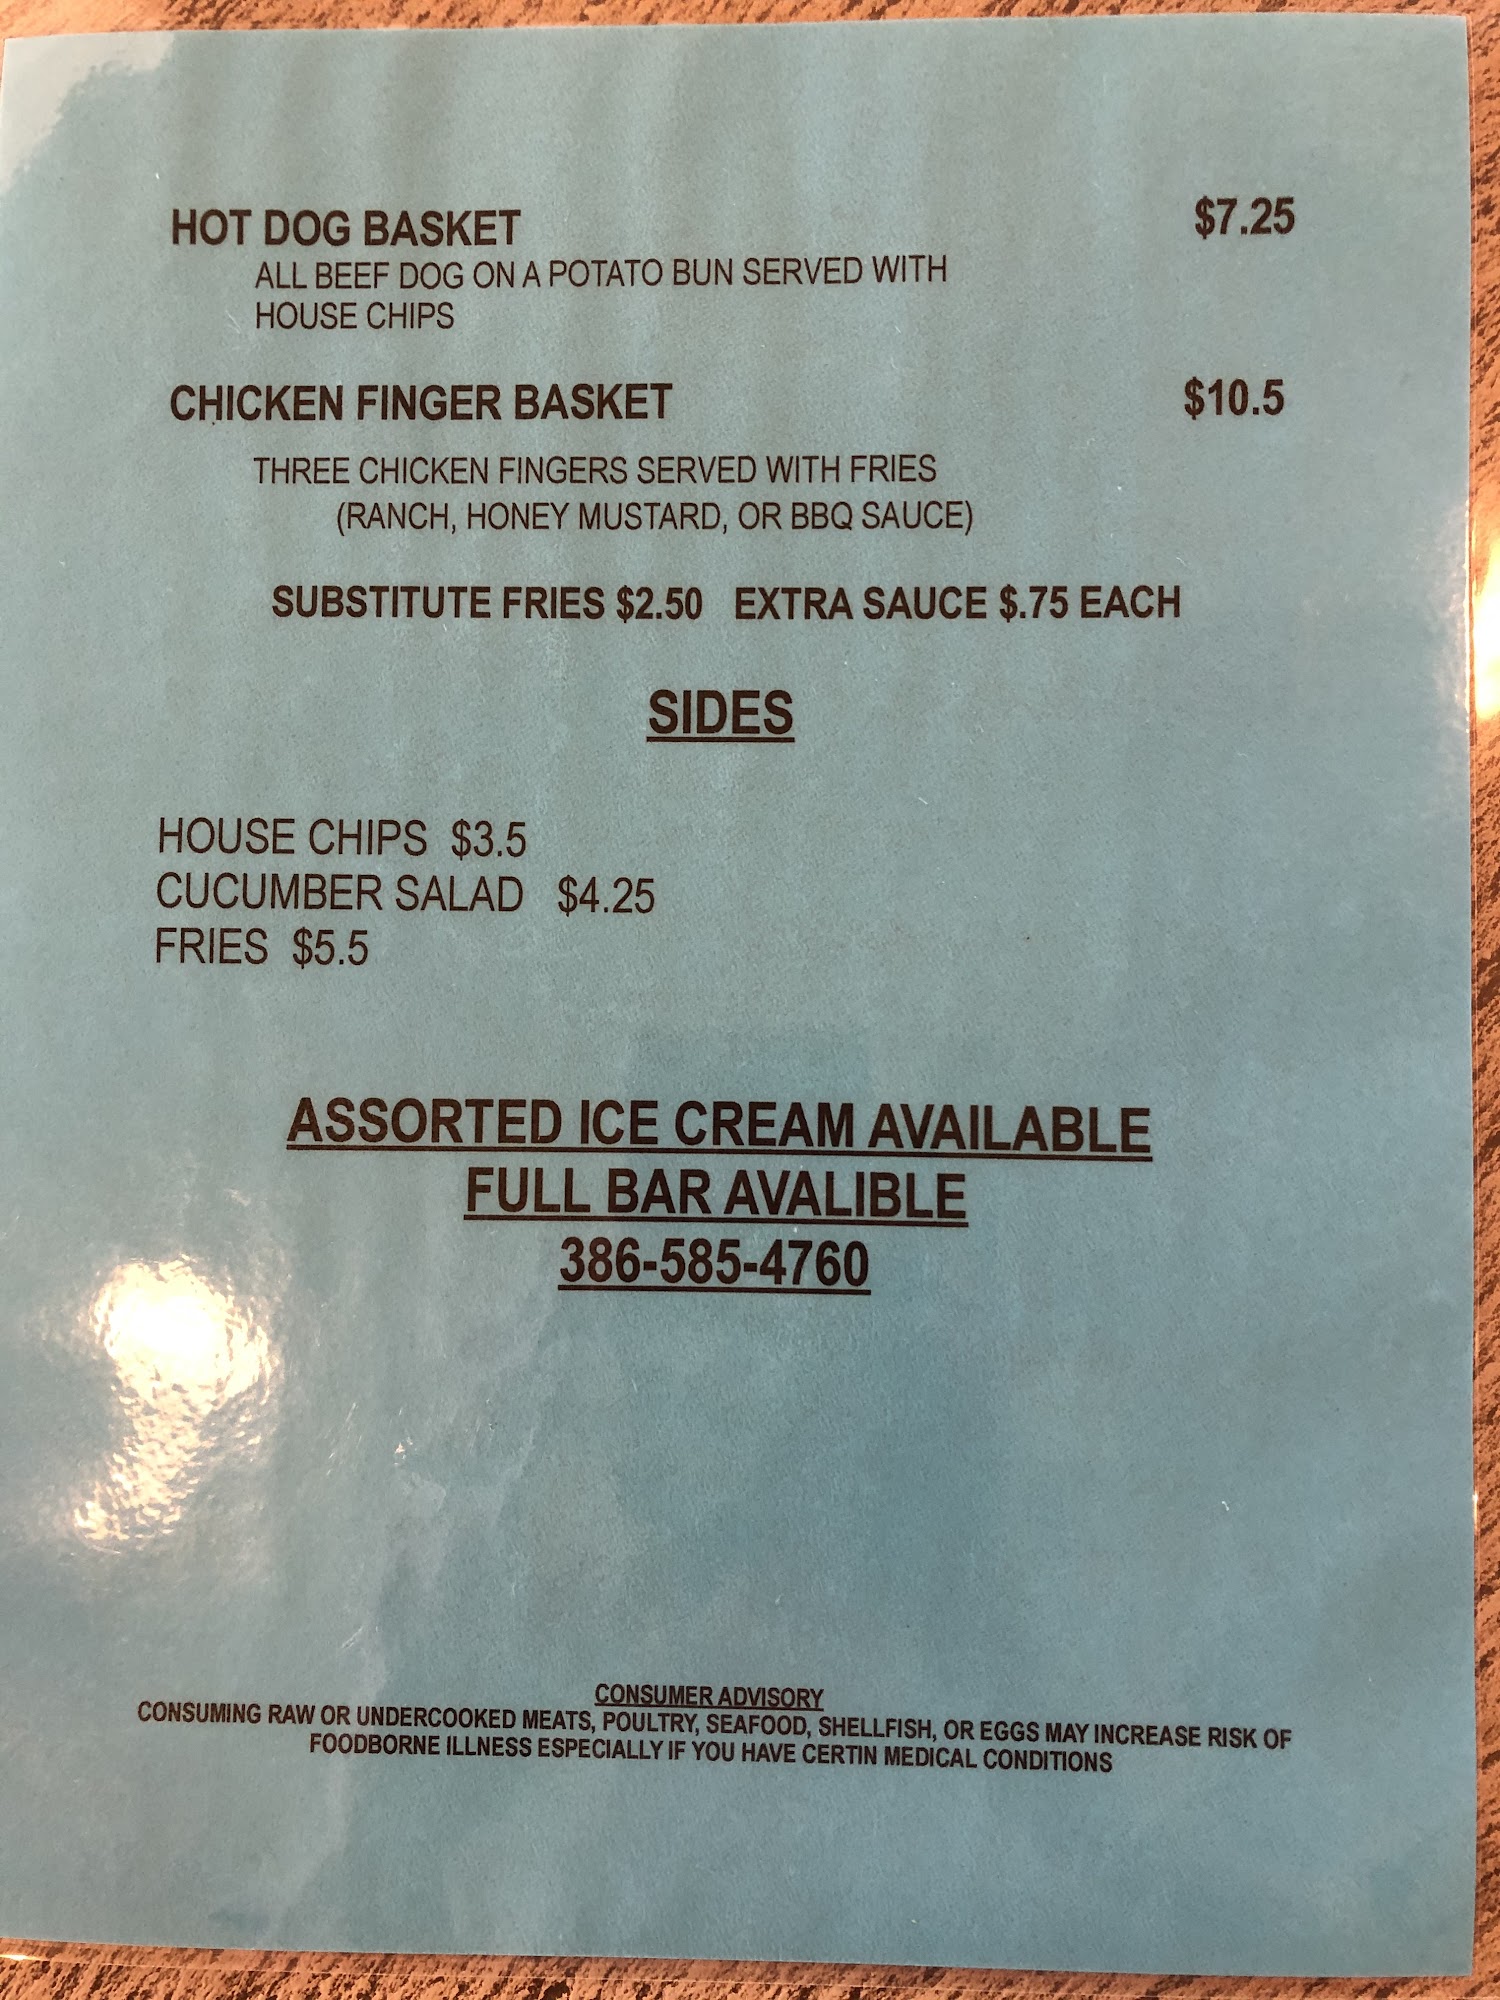 HOT DOG BASKET $7.25
ALL BEEF DOG ON A POTATO BUN SERVED WITH
HOUSE CHIPS
CHICKEN FINGER BASKET $10.5
THREE CHICKEN FINGERS SERVED WITH FRIES
(RANCH, HONEY MUSTARD, OR BBQ SAUCE)
SUBSTITUTE FRIES $2.50 EXTRA SAUCE $.75 EACH
SIDES
HOUSE CHIPS $3.5
CUCUMBER SALAD $4.25
FRIES $5.5
ASSORTED ICE CREAM AVAILABLE
FULL BAR AVALIBLE
386-585-4760
CONSUMER ADVISORY
CONSUMING RAW OR UNDERCOOKED MEATS, POULTRY, SEAFOOD, SHELLFISH, OR EGGS MAY INCREASE RISK OF
FOODBORNE ILLNESS ESPECIALLY IF YOU HAVE CERTIN MEDICAL CONDITIONS